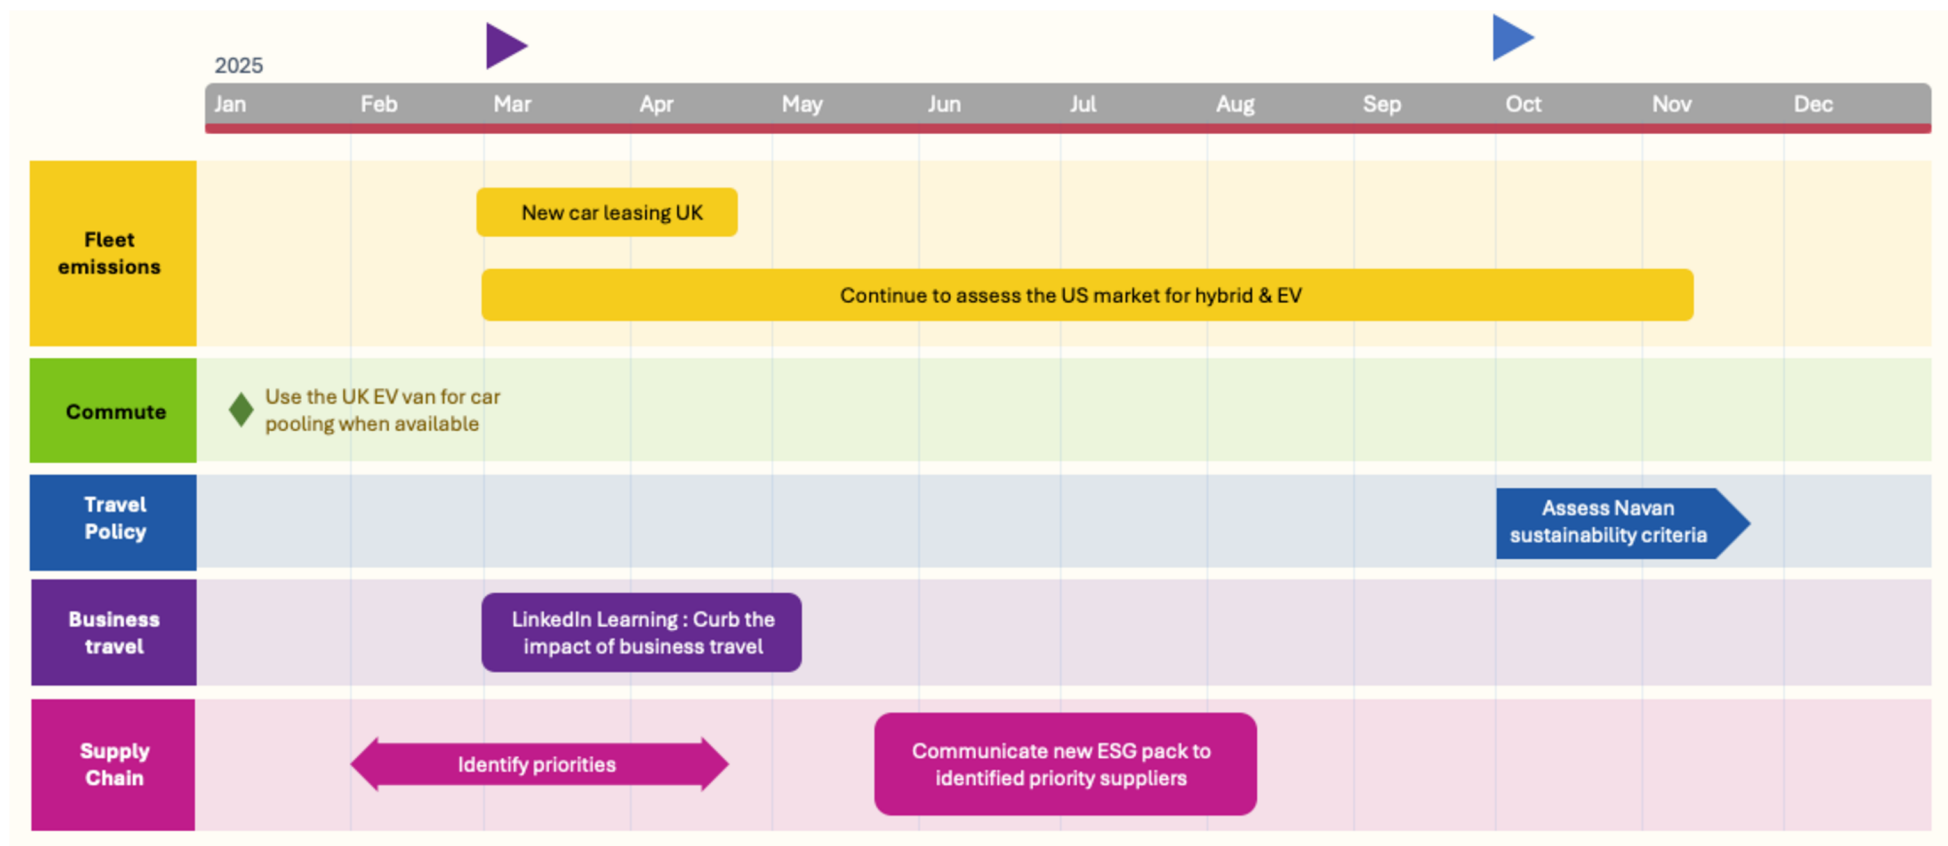 2025
Jan Feb Mar Apr May Jun Jul Aug Sep Oct Nov Dec
Fleet
emissions
New car leasing UK
Continue to assess the US market for hybrid & EV
Commute
Use the UK EV van for car
pooling when available
Travel
Policy
Assess Navan
sustainability criteria
Business
travel
LinkedIn Learning : Curb the
impact of business travel
Supply
Chain
Identify priorities
Communicate new ESG pack to
identified priority suppliers